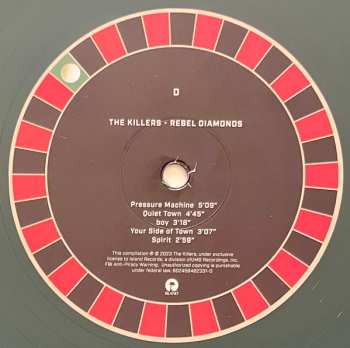 D
THE KILLERS - REBEL DIAMONDS
Pressure Machine 5'09"
Quiet Town 4'45"
boy 3'18"
Your Side of Town 3'07"
Spirit 2'59"
This compilation ℗ © 2023 The Killers, under exclusive
license to Island Records, a division of UMG Recordings, Inc.
FBI Anti-Piracy Warning: Unauthorized copying is punishable
under federal law.
ISLAND